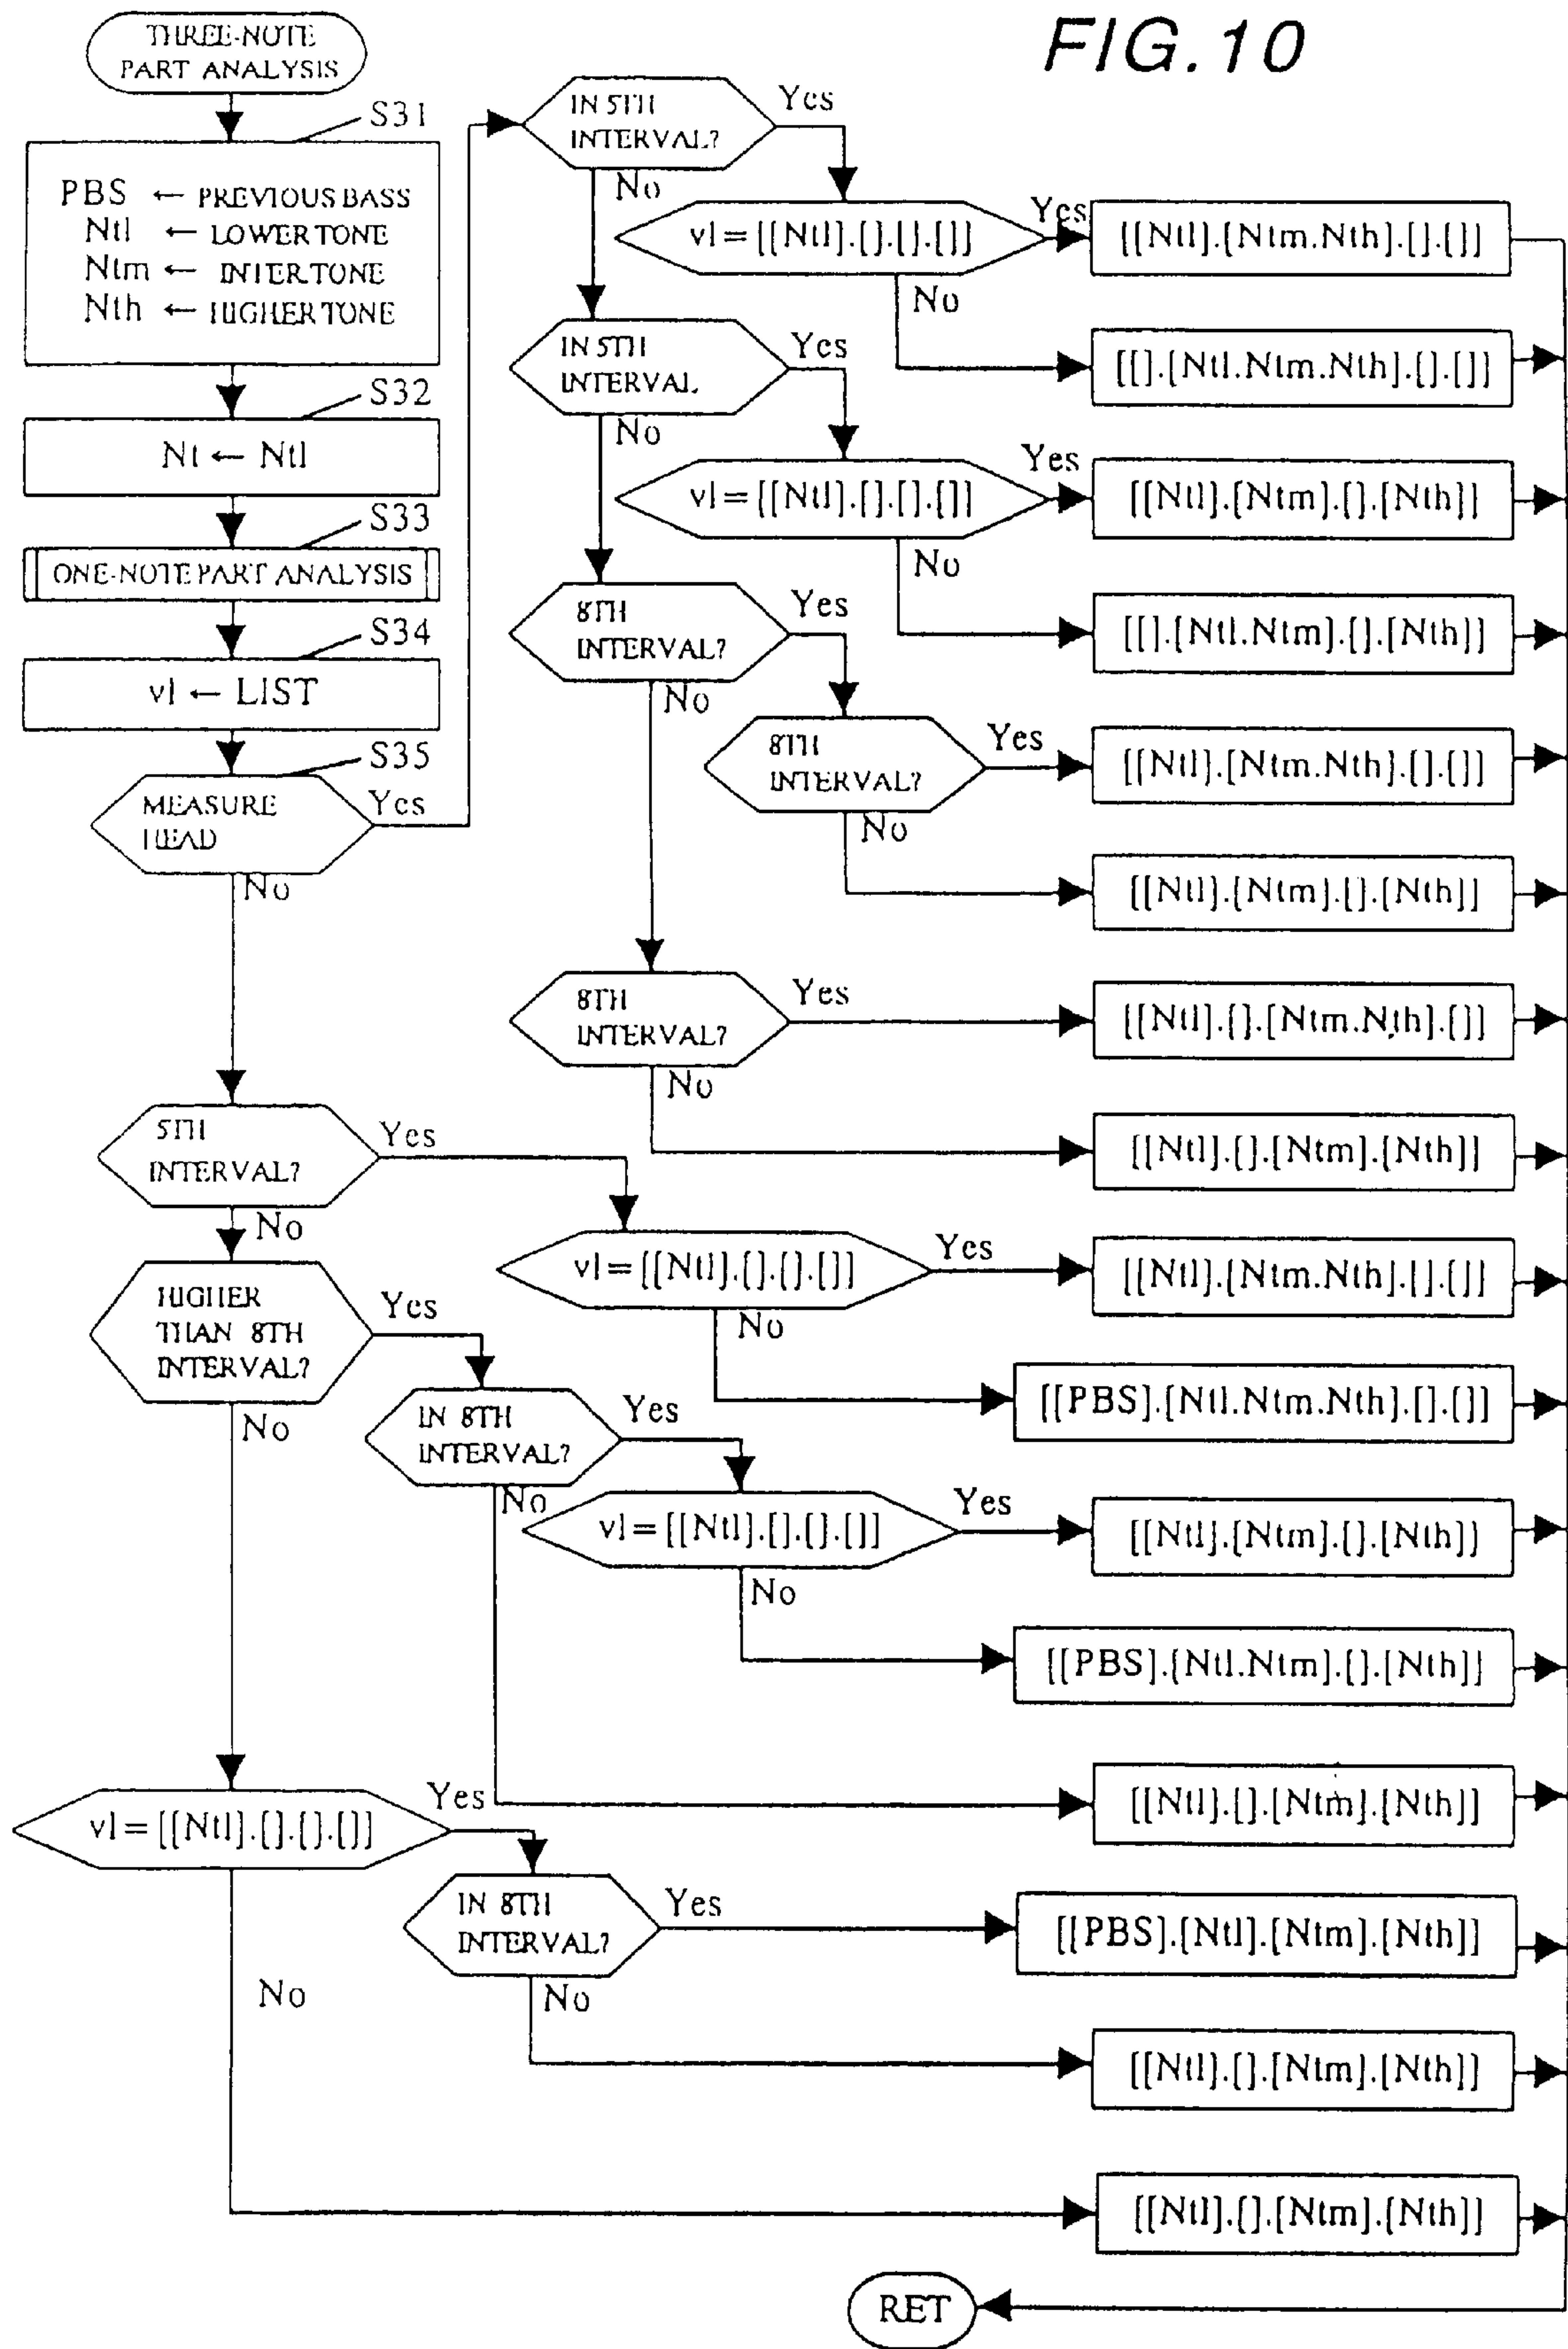 FIG.10
THREE-NOTE
PART ANALYSIS
S31
PBS ← PREVIOUS BASS
Ntl ← LOWER TONE
Ntm ← INTER TONE
Nth ← HIGHER TONE
S32
Nt ← Ntl
S33
ONE-NOTE PART ANALYSIS
S34
vl ← LIST
S35
MEASURE
HEAD
Yes
No
IN 5TH
INTERVAL?
Yes
No
vl=[[Ntl].[].[].[]]
Yes
[[Ntl].[Ntm.Nth].[].[]]
No
[[].[Ntl.Ntm.Nth].[].[]]
IN 5TH
INTERVAL
Yes
No
vl=[[Ntl].[].[].[]]
Yes
[[Ntl].[Ntm].[].[Nth]]
No
[[].[Ntl.Ntm].[].[Nth]]
8TH
INTERVAL?
Yes
No
8TH
INTERVAL?
Yes
[[Ntl].[Ntm.Nth].[].[]]
No
[[Ntl].[Ntm].[].[Nth]]
8TH
INTERVAL?
Yes
[[Ntl].[].[Ntm.Nth].[]]
No
[[Ntl].[].[Ntm].[Nth]]
5TH
INTERVAL?
Yes
No
vl=[[Ntl].[].[].[]]
Yes
[[Ntl].[Ntm.Nth].[].[]]
No
[[PBS].[Ntl.Ntm.Nth].[].[]]
HIGHER
THAN 8TH
INTERVAL?
Yes
No
IN 8TH
INTERVAL?
Yes
No
vl=[[Ntl].[].[].[]]
Yes
[[Ntl].[Ntm].[].[Nth]]
No
[[PBS].[Ntl.Ntm].[].[Nth]]
[[Ntl].[].[Ntm].[Nth]]
vl=[[Ntl].[].[].[]]
Yes
No
IN 8TH
INTERVAL?
Yes
[[PBS].[Ntl].[Ntm].[Nth]]
No
[[Ntl].[].[Ntm].[Nth]]
[[Ntl].[].[Ntm].[Nth]]
RET